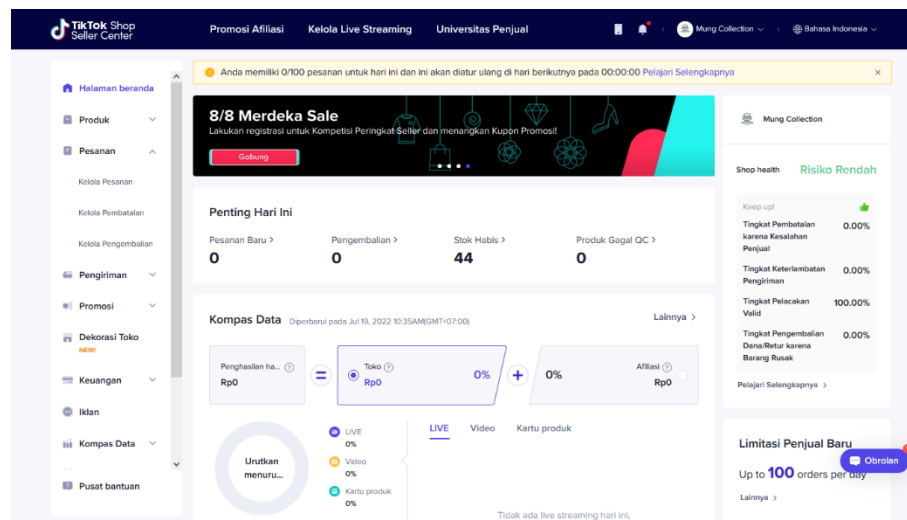 TikTok Shop
Seller Center
Promosi Afiliasi
Kelola Live Streaming
Universitas Penjual
Mung Collection
Bahasa Indonesia
Anda memiliki 0/100 pesanan untuk hari ini dan ini akan diatur ulang di hari berikutnya pada 00:00:00 Pelajari Selengkapnya
Halaman beranda
Produk
Pesanan
Kelola Pesanan
Kelola Pembatalan
Kelola Pengembalian
Pengiriman
Promosi
Dekorasi Toko
NEW!
Keuangan
Iklan
Kompas Data
Pusat bantuan
8/8 Merdeka Sale
Lakukan registrasi untuk Kompetisi Peringkat Seller dan menangkan Kupon Promosi!
Gobung
Penting Hari Ini
Pesanan Baru >
0
Pengembalian >
0
Stok Habis >
44
Produk Gagal QC >
0
Kompas Data Diperbarui pada Jul 19, 2022 10:35AM(GMT+07:00)
Lainnya >
Penghasilan ha...
Rp0
=
Toko
Rp0
0%
+
0%
Afiliasi
Rp0
Urutkan
menuru...
LIVE
0%
Video
0%
Kartu produk
0%
LIVE
Video
Kartu produk
Tidak ada live streaming hari ini,
Mung Collection
Shop health
Risiko Rendah
Keep up!
Tingkat Pembatalan karena Kesalahan Penjual
0.00%
Tingkat Keterlambatan Pengiriman
0.00%
Tingkat Pelacakan Valid
100.00%
Tingkat Pengembalian Dana/Retur karena Barang Rusak
0.00%
Pelajari Selengkapnya >
Limitasi Penjual Baru
Up to 100 orders per day
Lainnya >
Obrolan